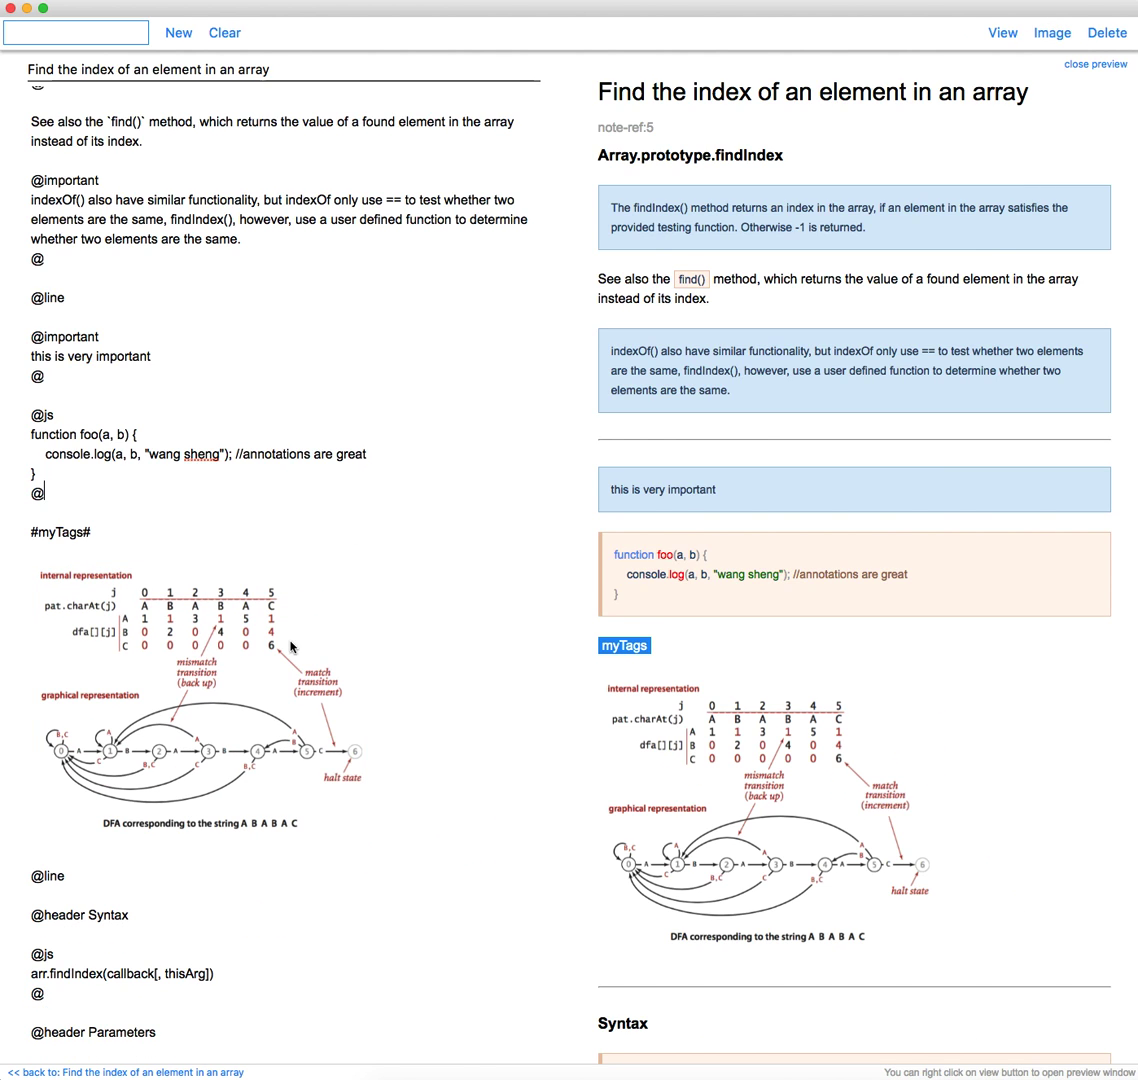 New Clear View Image Delete
Find the index of an element in an array
See also the `find()` method, which returns the value of a found element in the array
instead of its index.
@important
indexOf() also have similar functionality, but indexOf only use == to test whether two
elements are the same, findIndex(), however, use a user defined function to determine
whether two elements are the same.
@
@line
@important
this is very important
@
@js
function foo(a, b) {
console.log(a, b, "wang sheng"); //annotations are great
}
@
#myTags#
internal representation
j 0 1 2 3 4 5
pat.charAt(j) A B A B A C
A 1 1 3 1 5 1
dfa[][j] B 0 2 0 4 0 4
C 0 0 0 0 0 6
mismatch
transition
(back up)
match
transition
(increment)
graphical representation
B,C A A A B
0 A 1 B 2 A 3 B 4 A 5 C 6
C B,C C B,C
halt state
DFA corresponding to the string A B A B A C
@line
@header Syntax
@js
arr.findIndex(callback[, thisArg])
@
@header Parameters
<< back to: Find the index of an element in an array
close preview
Find the index of an element in an array
note-ref:5
Array.prototype.findIndex
The findIndex() method returns an index in the array, if an element in the array satisfies the
provided testing function. Otherwise -1 is returned.
See also the find() method, which returns the value of a found element in the array
instead of its index.
indexOf() also have similar functionality, but indexOf only use == to test whether two elements
are the same, findIndex(), however, use a user defined function to determine whether two
elements are the same.
this is very important
function foo(a, b) {
console.log(a, b, "wang sheng"); //annotations are great
}
myTags
internal representation
j 0 1 2 3 4 5
pat.charAt(j) A B A B A C
A 1 1 3 1 5 1
dfa[][j] B 0 2 0 4 0 4
C 0 0 0 0 0 6
mismatch
transition
(back up)
match
transition
(increment)
graphical representation
B,C A A A B
0 A 1 B 2 A 3 B 4 A 5 C 6
C B,C C B,C
halt state
DFA corresponding to the string A B A B A C
Syntax
You can right click on view button to open preview window